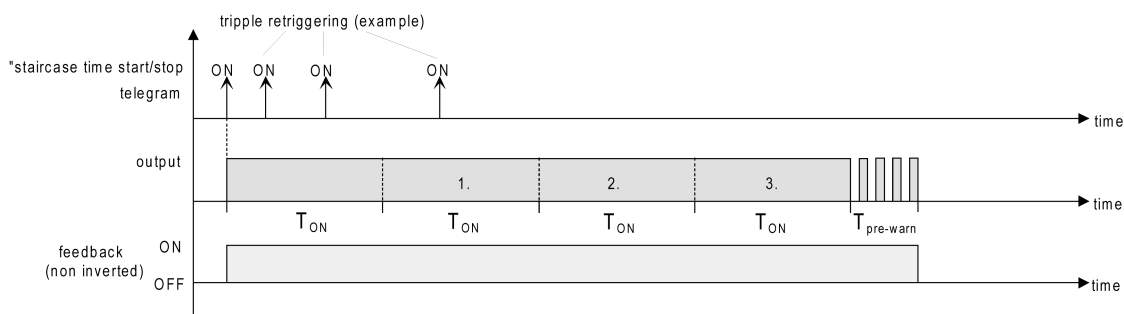 tripple retriggering (example)
"staircase time start/stop
telegram
ON ON ON ON
time
output
1. 2. 3.
time
TON TON TON TON Tpre-warn
feedback
(non inverted)
ON
OFF
time